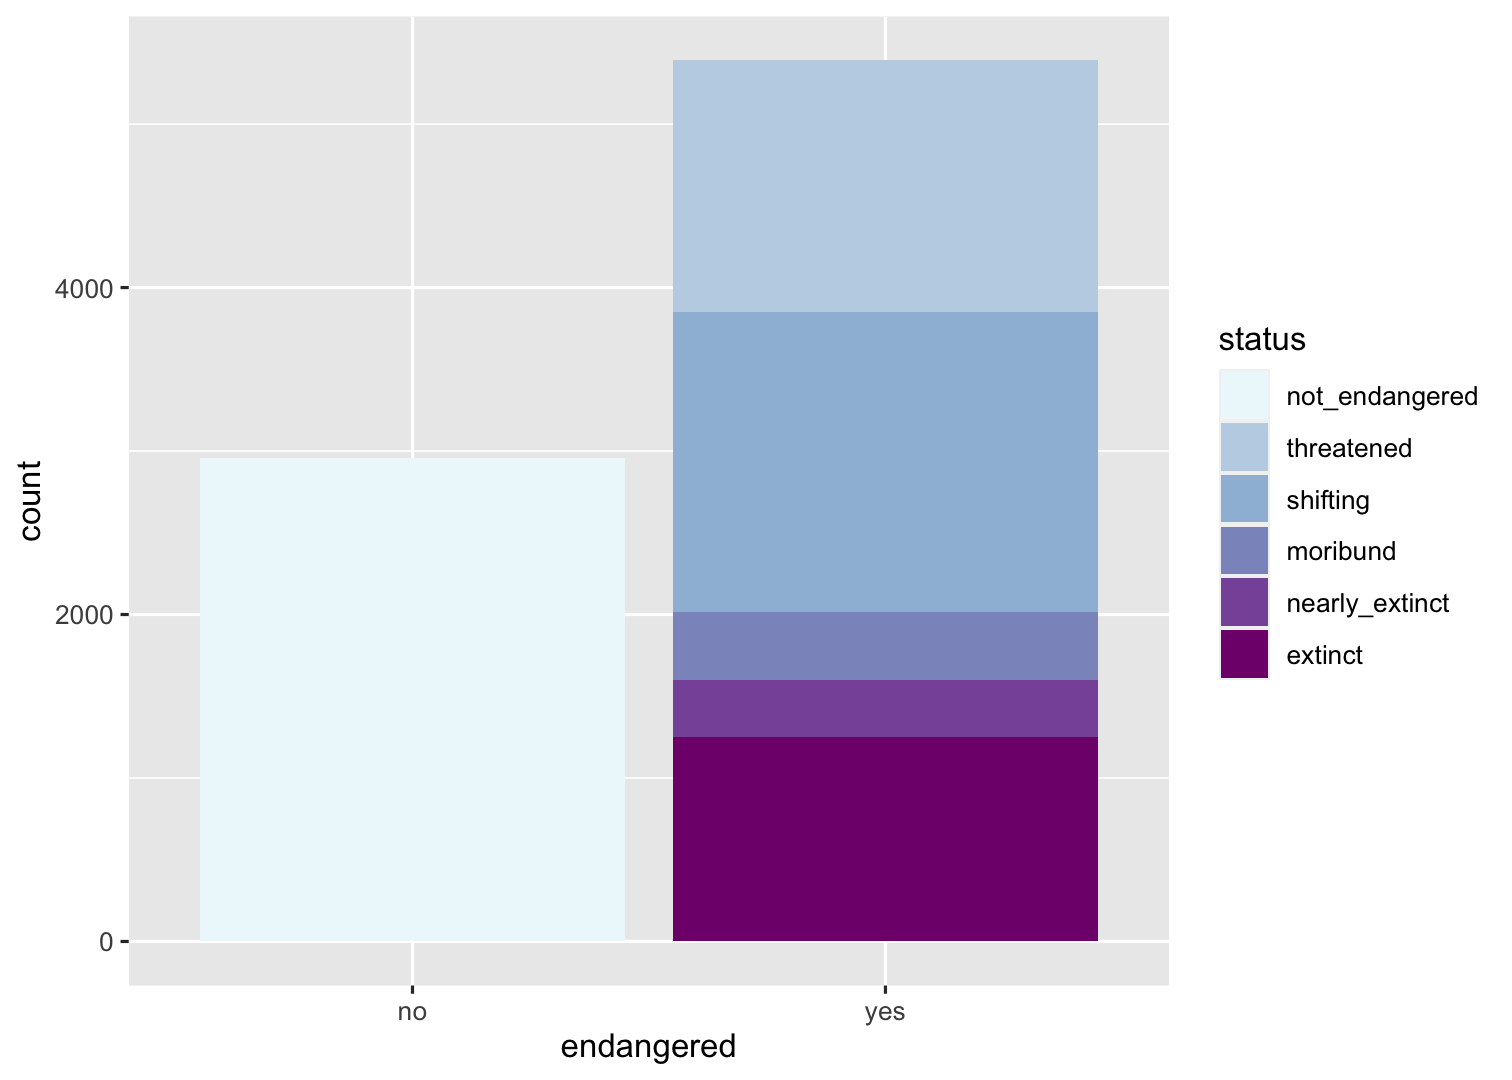 count
4000
2000
0
no
yes
endangered
status
not_endangered
threatened
shifting
moribund
nearly_extinct
extinct